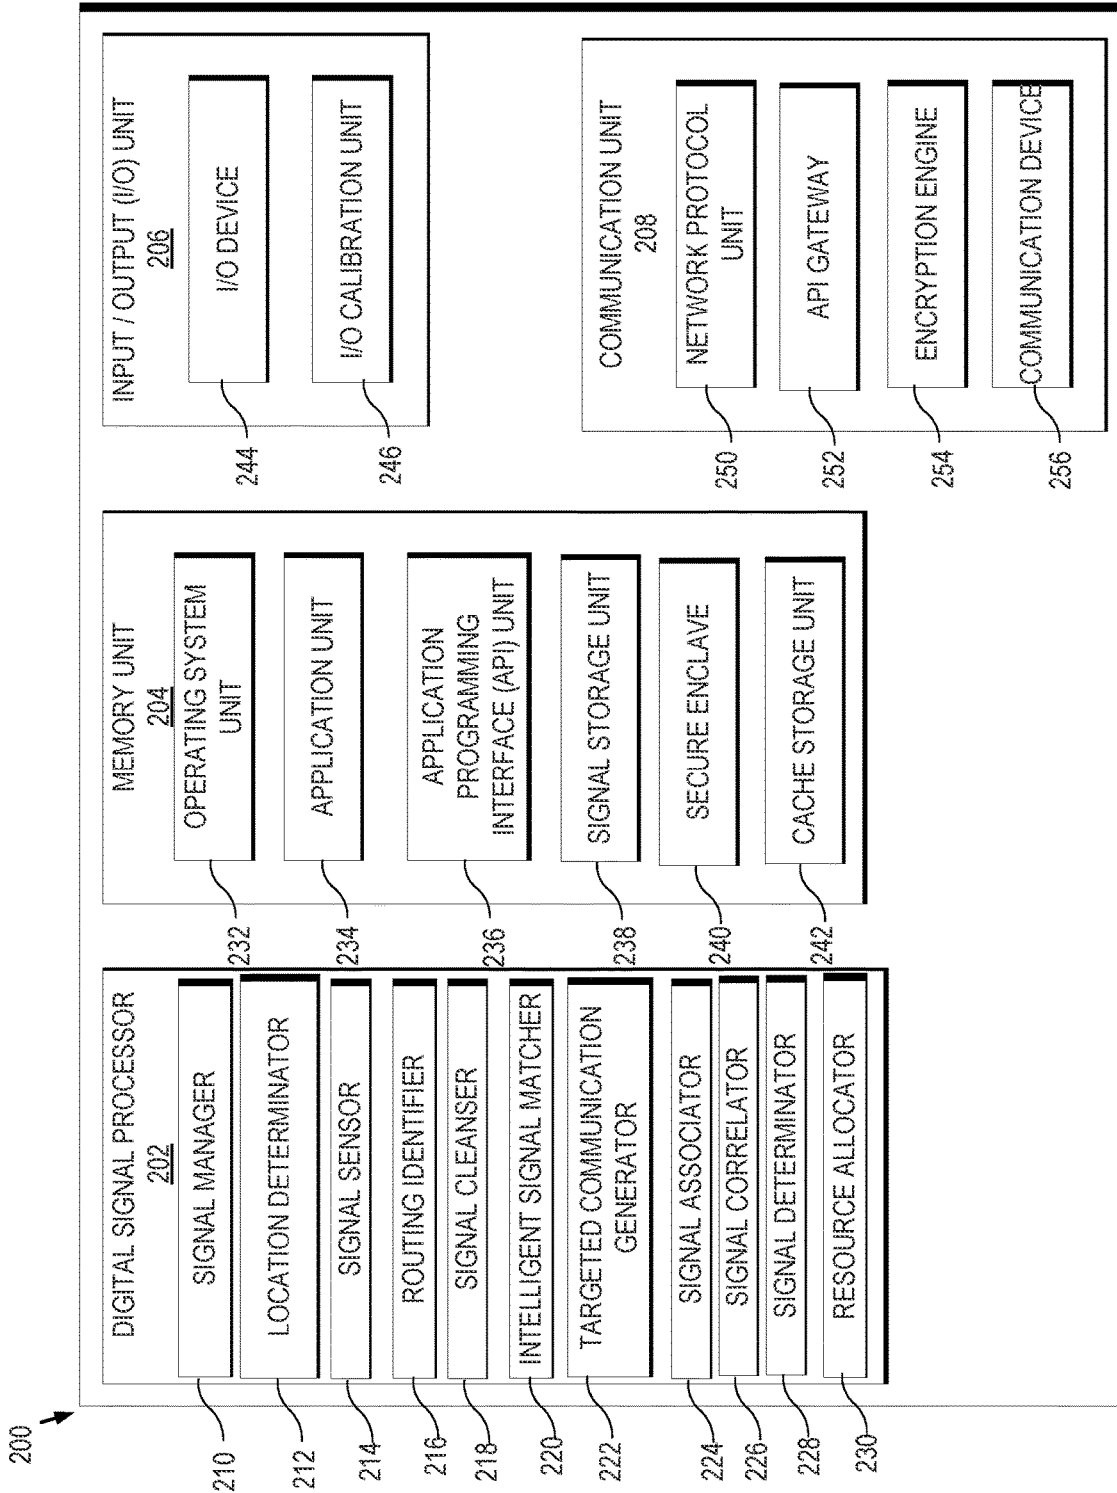 200
DIGITAL SIGNAL PROCESSOR
202
SIGNAL MANAGER
210
LOCATION DETERMINATOR
212
SIGNAL SENSOR
214
ROUTING IDENTIFIER
216
SIGNAL CLEANSER
218
INTELLIGENT SIGNAL MATCHER
220
TARGETED COMMUNICATION
GENERATOR
222
SIGNAL ASSOCIATOR
224
SIGNAL CORRELATOR
226
SIGNAL DETERMINATOR
228
RESOURCE ALLOCATOR
230
MEMORY UNIT
204
OPERATING SYSTEM
UNIT
232
APPLICATION UNIT
234
APPLICATION
PROGRAMMING
INTERFACE (API) UNIT
236
SIGNAL STORAGE UNIT
238
SECURE ENCLAVE
240
CACHE STORAGE UNIT
242
INPUT / OUTPUT (I/O) UNIT
206
I/O DEVICE
244
I/O CALIBRATION UNIT
246
COMMUNICATION UNIT
208
NETWORK PROTOCOL
UNIT
250
API GATEWAY
252
ENCRYPTION ENGINE
254
COMMUNICATION DEVICE
256